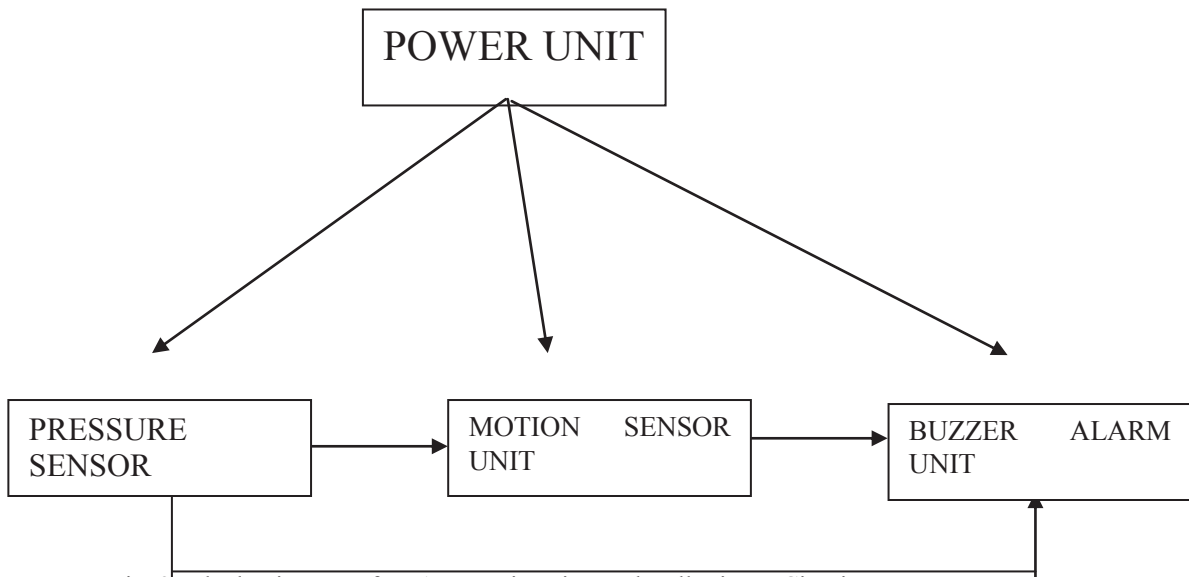 POWER UNIT
PRESSURE
SENSOR
MOTION SENSOR
UNIT
BUZZER ALARM
UNIT